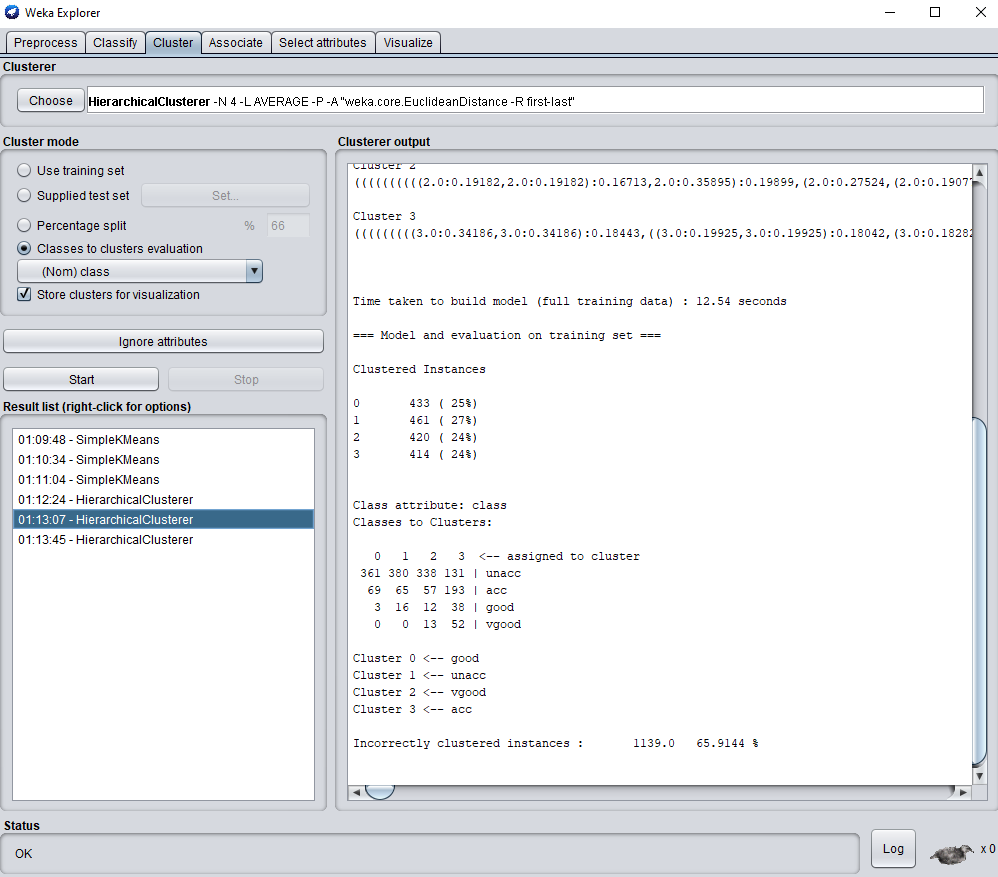 Weka Explorer
Preprocess Classify Cluster Associate Select attributes Visualize
Clusterer
Choose HierarchicalClusterer -N 4 -L AVERAGE -P -A "weka.core.EuclideanDistance -R first-last"
Cluster mode
Use training set
Supplied test set Set...
Percentage split % 66
Classes to clusters evaluation
(Nom) class
Store clusters for visualization
Ignore attributes
Start Stop
Result list (right-click for options)
01:09:48 - SimpleKMeans
01:10:34 - SimpleKMeans
01:11:04 - SimpleKMeans
01:12:24 - HierarchicalClusterer
01:13:07 - HierarchicalClusterer
01:13:45 - HierarchicalClusterer
Clusterer output
Cluster 2
((((((((((2.0:0.19182,2.0:0.19182):0.16713,2.0:0.35895):0.19899,(2.0:0.27524,(2.0:0.1907
Cluster 3
(((((((((3.0:0.34186,3.0:0.34186):0.18443,((3.0:0.19925,3.0:0.19925):0.18042,(3.0:0.18282
Time taken to build model (full training data) : 12.54 seconds
=== Model and evaluation on training set ===
Clustered Instances
0 433 ( 25%)
1 461 ( 27%)
2 420 ( 24%)
3 414 ( 24%)
Class attribute: class
Classes to Clusters:
0 1 2 3 <-- assigned to cluster
361 380 338 131 | unacc
69 65 57 193 | acc
3 16 12 38 | good
0 0 13 52 | vgood
Cluster 0 <-- good
Cluster 1 <-- unacc
Cluster 2 <-- vgood
Cluster 3 <-- acc
Incorrectly clustered instances : 1139.0 65.9144 %
Status
OK
Log x 0